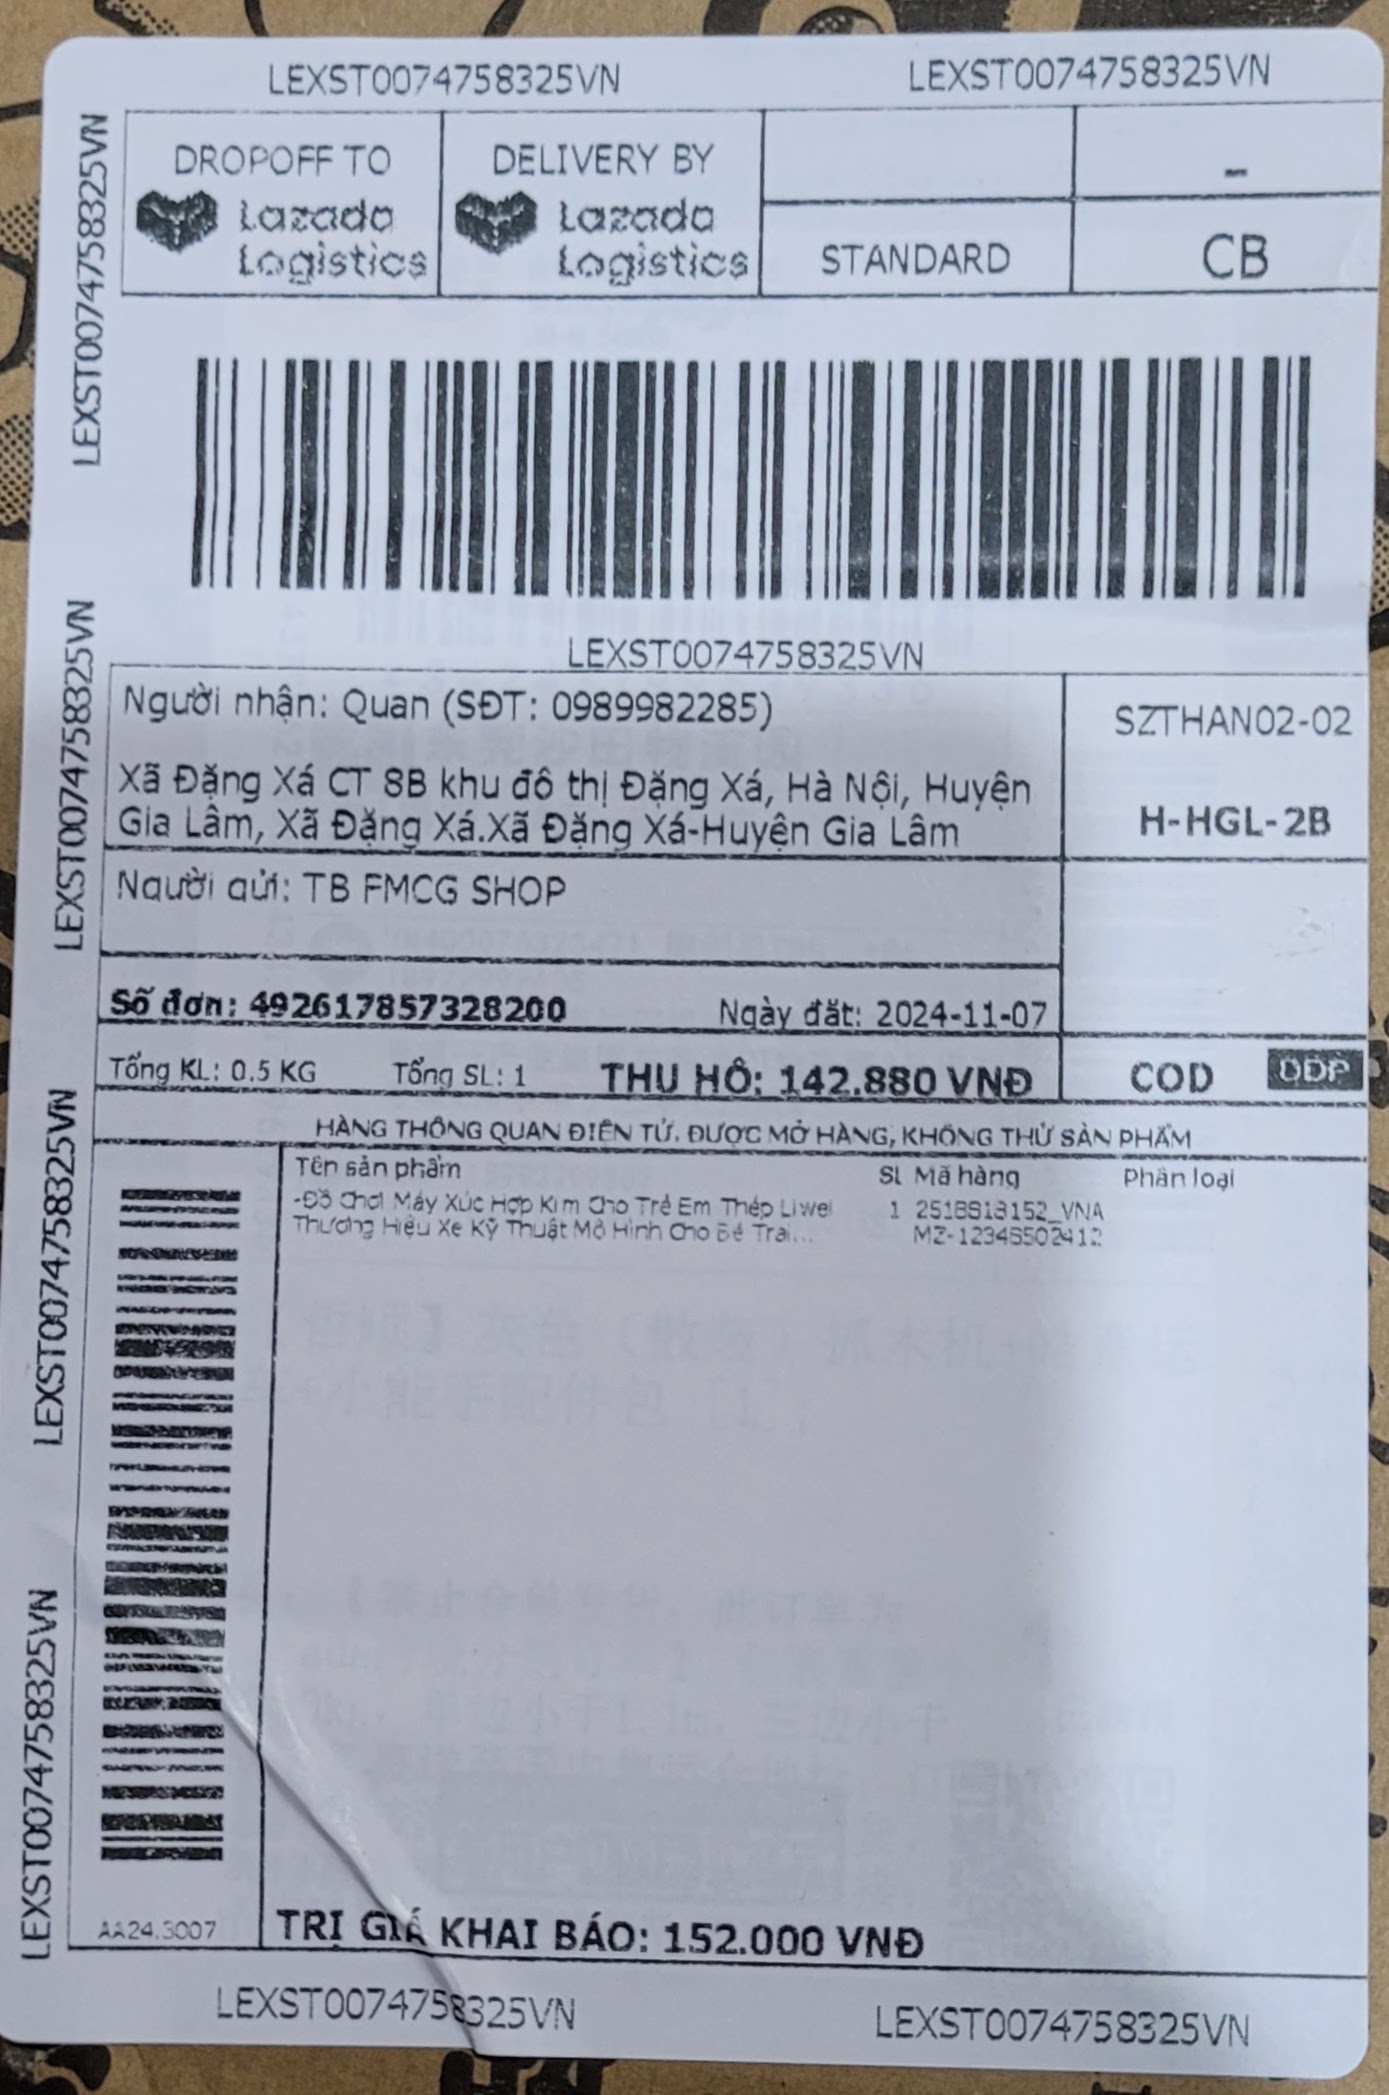 LEXST0074758325VN
LEXST0074758325VN
DROPOFF TO
Lazada
Logistics
DELIVERY BY
Lazada
Logistics
-
STANDARD
CB
LEXST0074758325VN
LEXST0074758325VN
LEXST0074758325VN
LEXST0074758325VN
LEXST0074758325VN
Người nhận: Quan (SĐT: 0989982285)
SZTHAN02-02
Xã Đặng Xá CT 8B khu đô thị Đặng Xá, Hà Nội, Huyện
Gia Lâm, Xã Đặng Xá.Xã Đặng Xá-Huyện Gia Lâm
H-HGL-2B
Người gửi: TB FMCG SHOP
Số đơn: 492617857328200
Ngày đặt: 2024-11-07
Tổng KL: 0.5 KG
Tổng SL: 1
THU HÔ: 142.880 VNĐ
COD
DDP
HÀNG THÔNG QUAN ĐIỆN TỬ. ĐƯỢC MỞ HÀNG, KHÔNG THỬ SẢN PHẨM
Tên sản phẩm
SL Mã hàng
Phân loại
-Đồ Chơi Máy Xúc Hợp Kim Cho Trẻ Em Thép Liwei
1 2518918152_VNA
Thương Hiệu Xe Kỹ Thuật Mô Hình Cho Bé Trai...
MZ-12346502412
AA24.3007
TRỊ GIÁ KHAI BÁO: 152.000 VNĐ
LEXST0074758325VN
LEXST0074758325VN